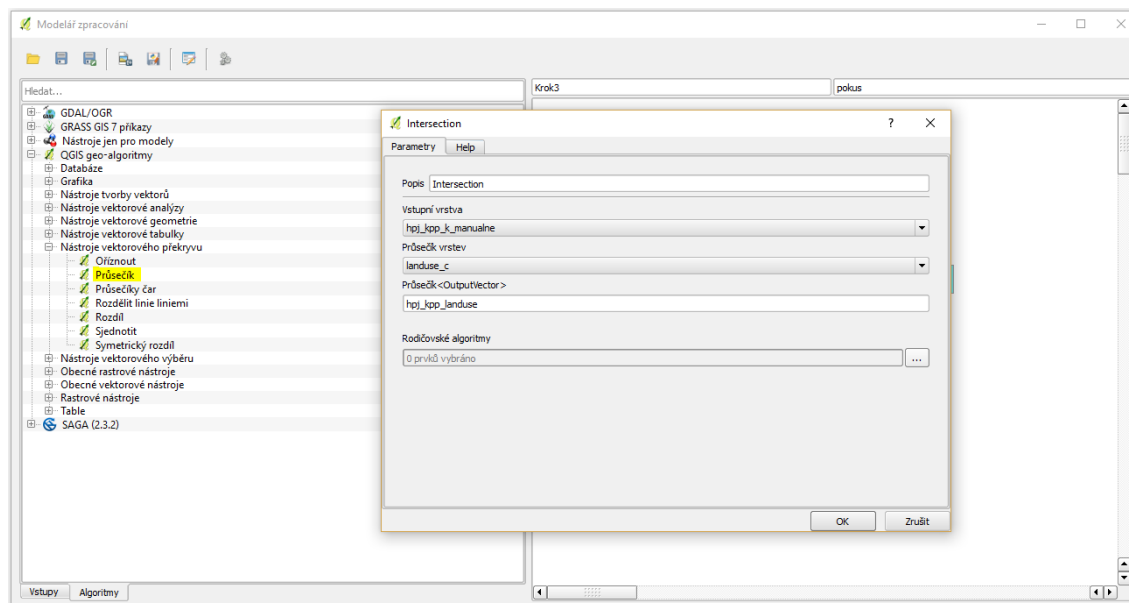 Modelář zpracování
Hledat...
Krok3
pokus
GDAL/OGR
GRASS GIS 7 příkazy
Nástroje jen pro modely
QGIS geo-algoritmy
Databáze
Grafika
Nástroje tvorby vektorů
Nástroje vektorové analýzy
Nástroje vektorové geometrie
Nástroje vektorové tabulky
Nástroje vektorového překryvu
Oříznout
Průsečík
Průsečíky čar
Rozdělit linie liniemi
Rozdíl
Sjednotit
Symetrický rozdíl
Nástroje vektorového výběru
Obecné rastrové nástroje
Obecné vektorové nástroje
Rastrové nástroje
Table
SAGA (2.3.2)
Vstupy
Algoritmy
Intersection
?
Parametry
Help
Popis
Intersection
Vstupní vrstva
hpj_kpp_k_manualne
Průsečík vrstev
landuse_c
Průsečík<OutputVector>
hpj_kpp_landuse
Rodičovské algoritmy
0 prvků vybráno
...
OK
Zrušit